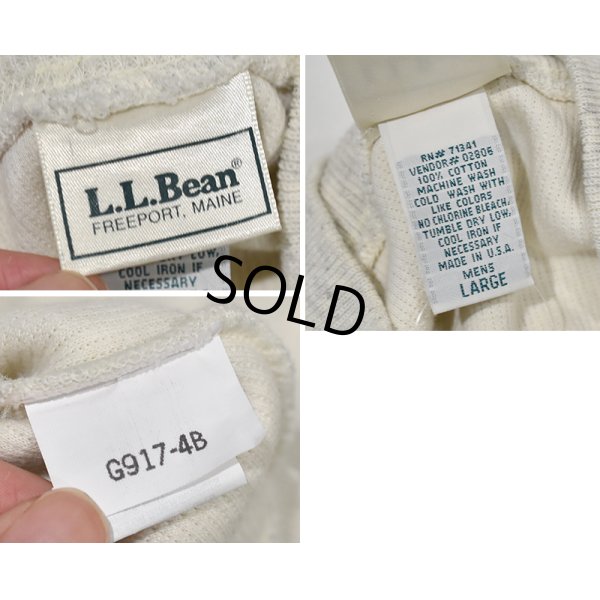 L.L.Bean®
FREEPORT, MAINE
COOL IRON IF
NECESSARY
RN# 71341
VENDOR# 02806
100% COTTON
MACHINE WASH
COLD WASH WITH
LIKE COLORS
NO CHLORINE BLEACH,
TUMBLE DRY LOW,
COOL IRON IF
NECESSARY
MADE IN U.S.A.
MENS
LARGE
SOLD
G917-4B